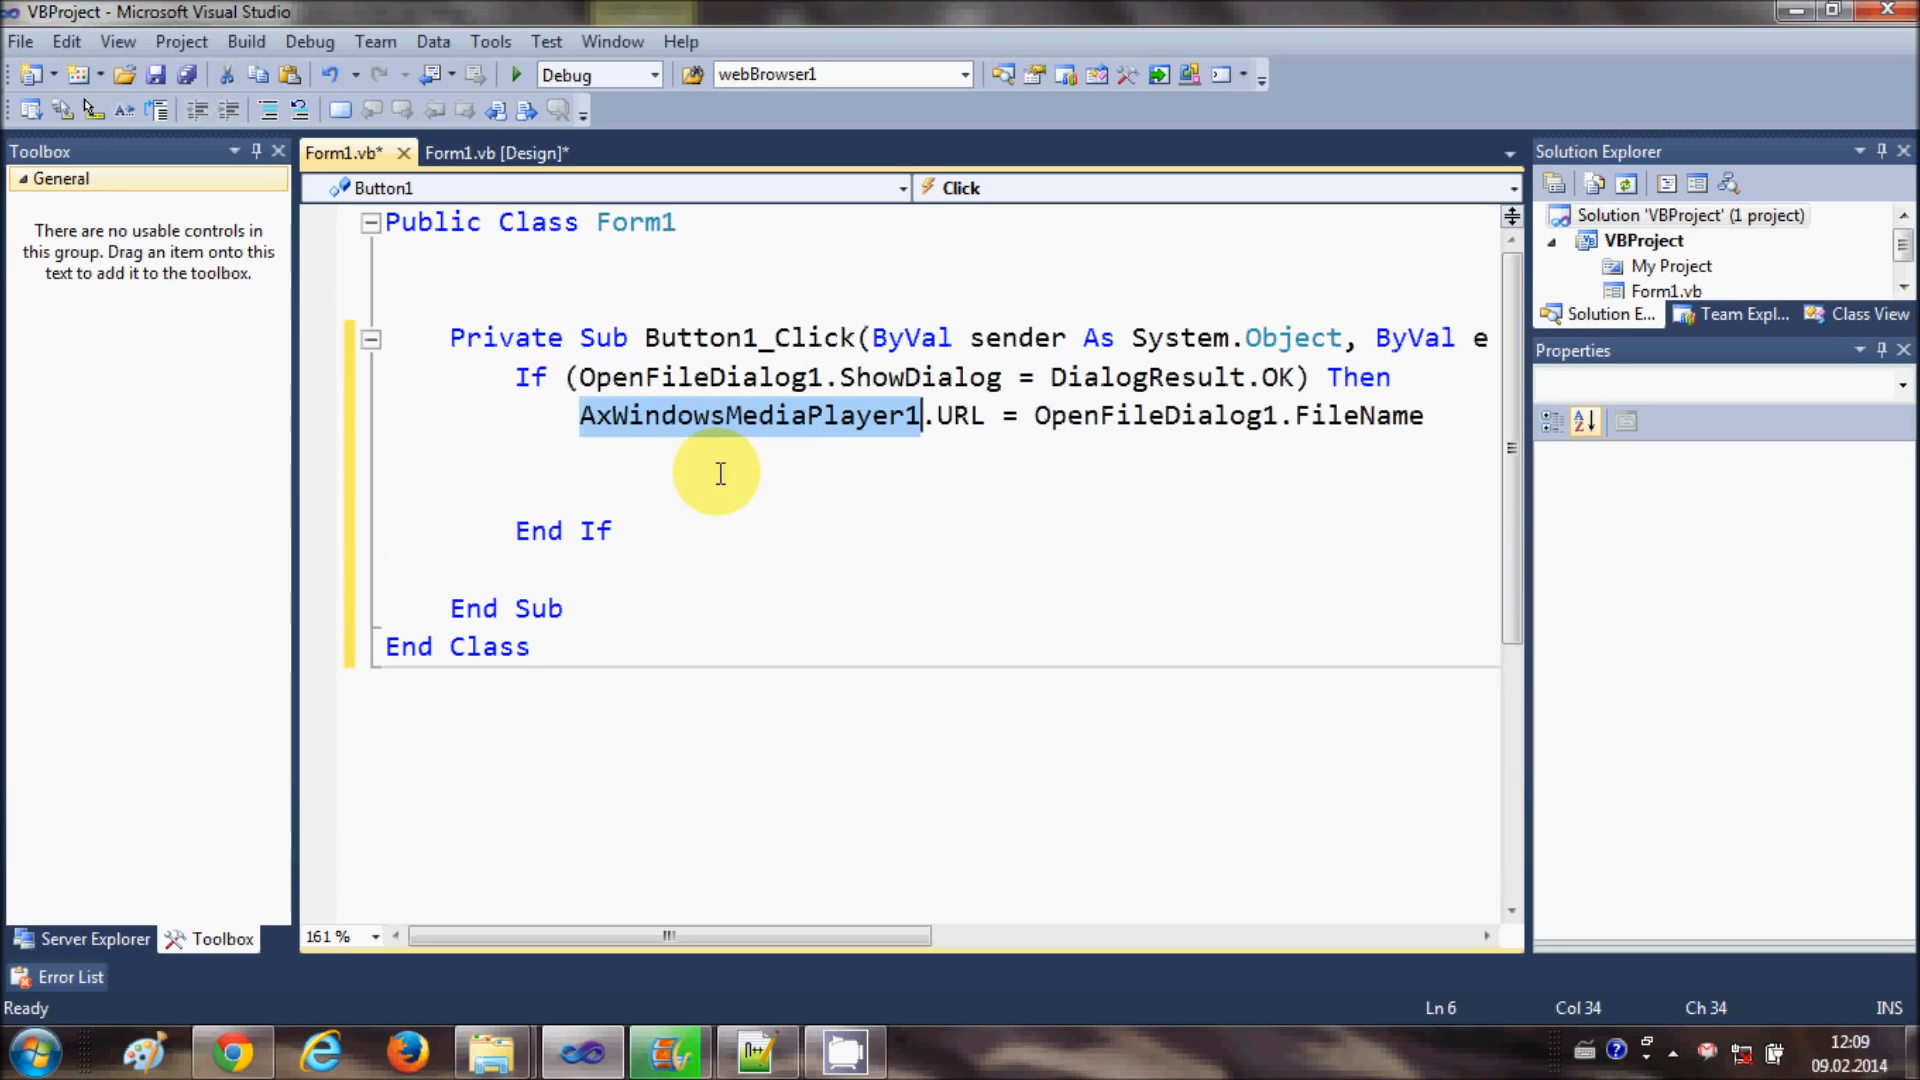 VBProject - Microsoft Visual Studio
File Edit View Project Build Debug Team Data Tools Test Window Help
Debug webBrowser1
Toolbox
General
There are no usable controls in
this group. Drag an item onto this
text to add it to the toolbox.
Form1.vb* Form1.vb [Design]*
Button1 Click
Public Class Form1
Private Sub Button1_Click(ByVal sender As System.Object, ByVal e
If (OpenFileDialog1.ShowDialog = DialogResult.OK) Then
AxWindowsMediaPlayer1.URL = OpenFileDialog1.FileName
End If
End Sub
End Class
161 %
Solution Explorer
Solution 'VBProject' (1 project)
VBProject
My Project
Form1.vb
Solution E... Team Expl... Class View
Properties
Server Explorer Toolbox
Error List
Ready Ln 6 Col 34 Ch 34 INS
12:09
09.02.2014